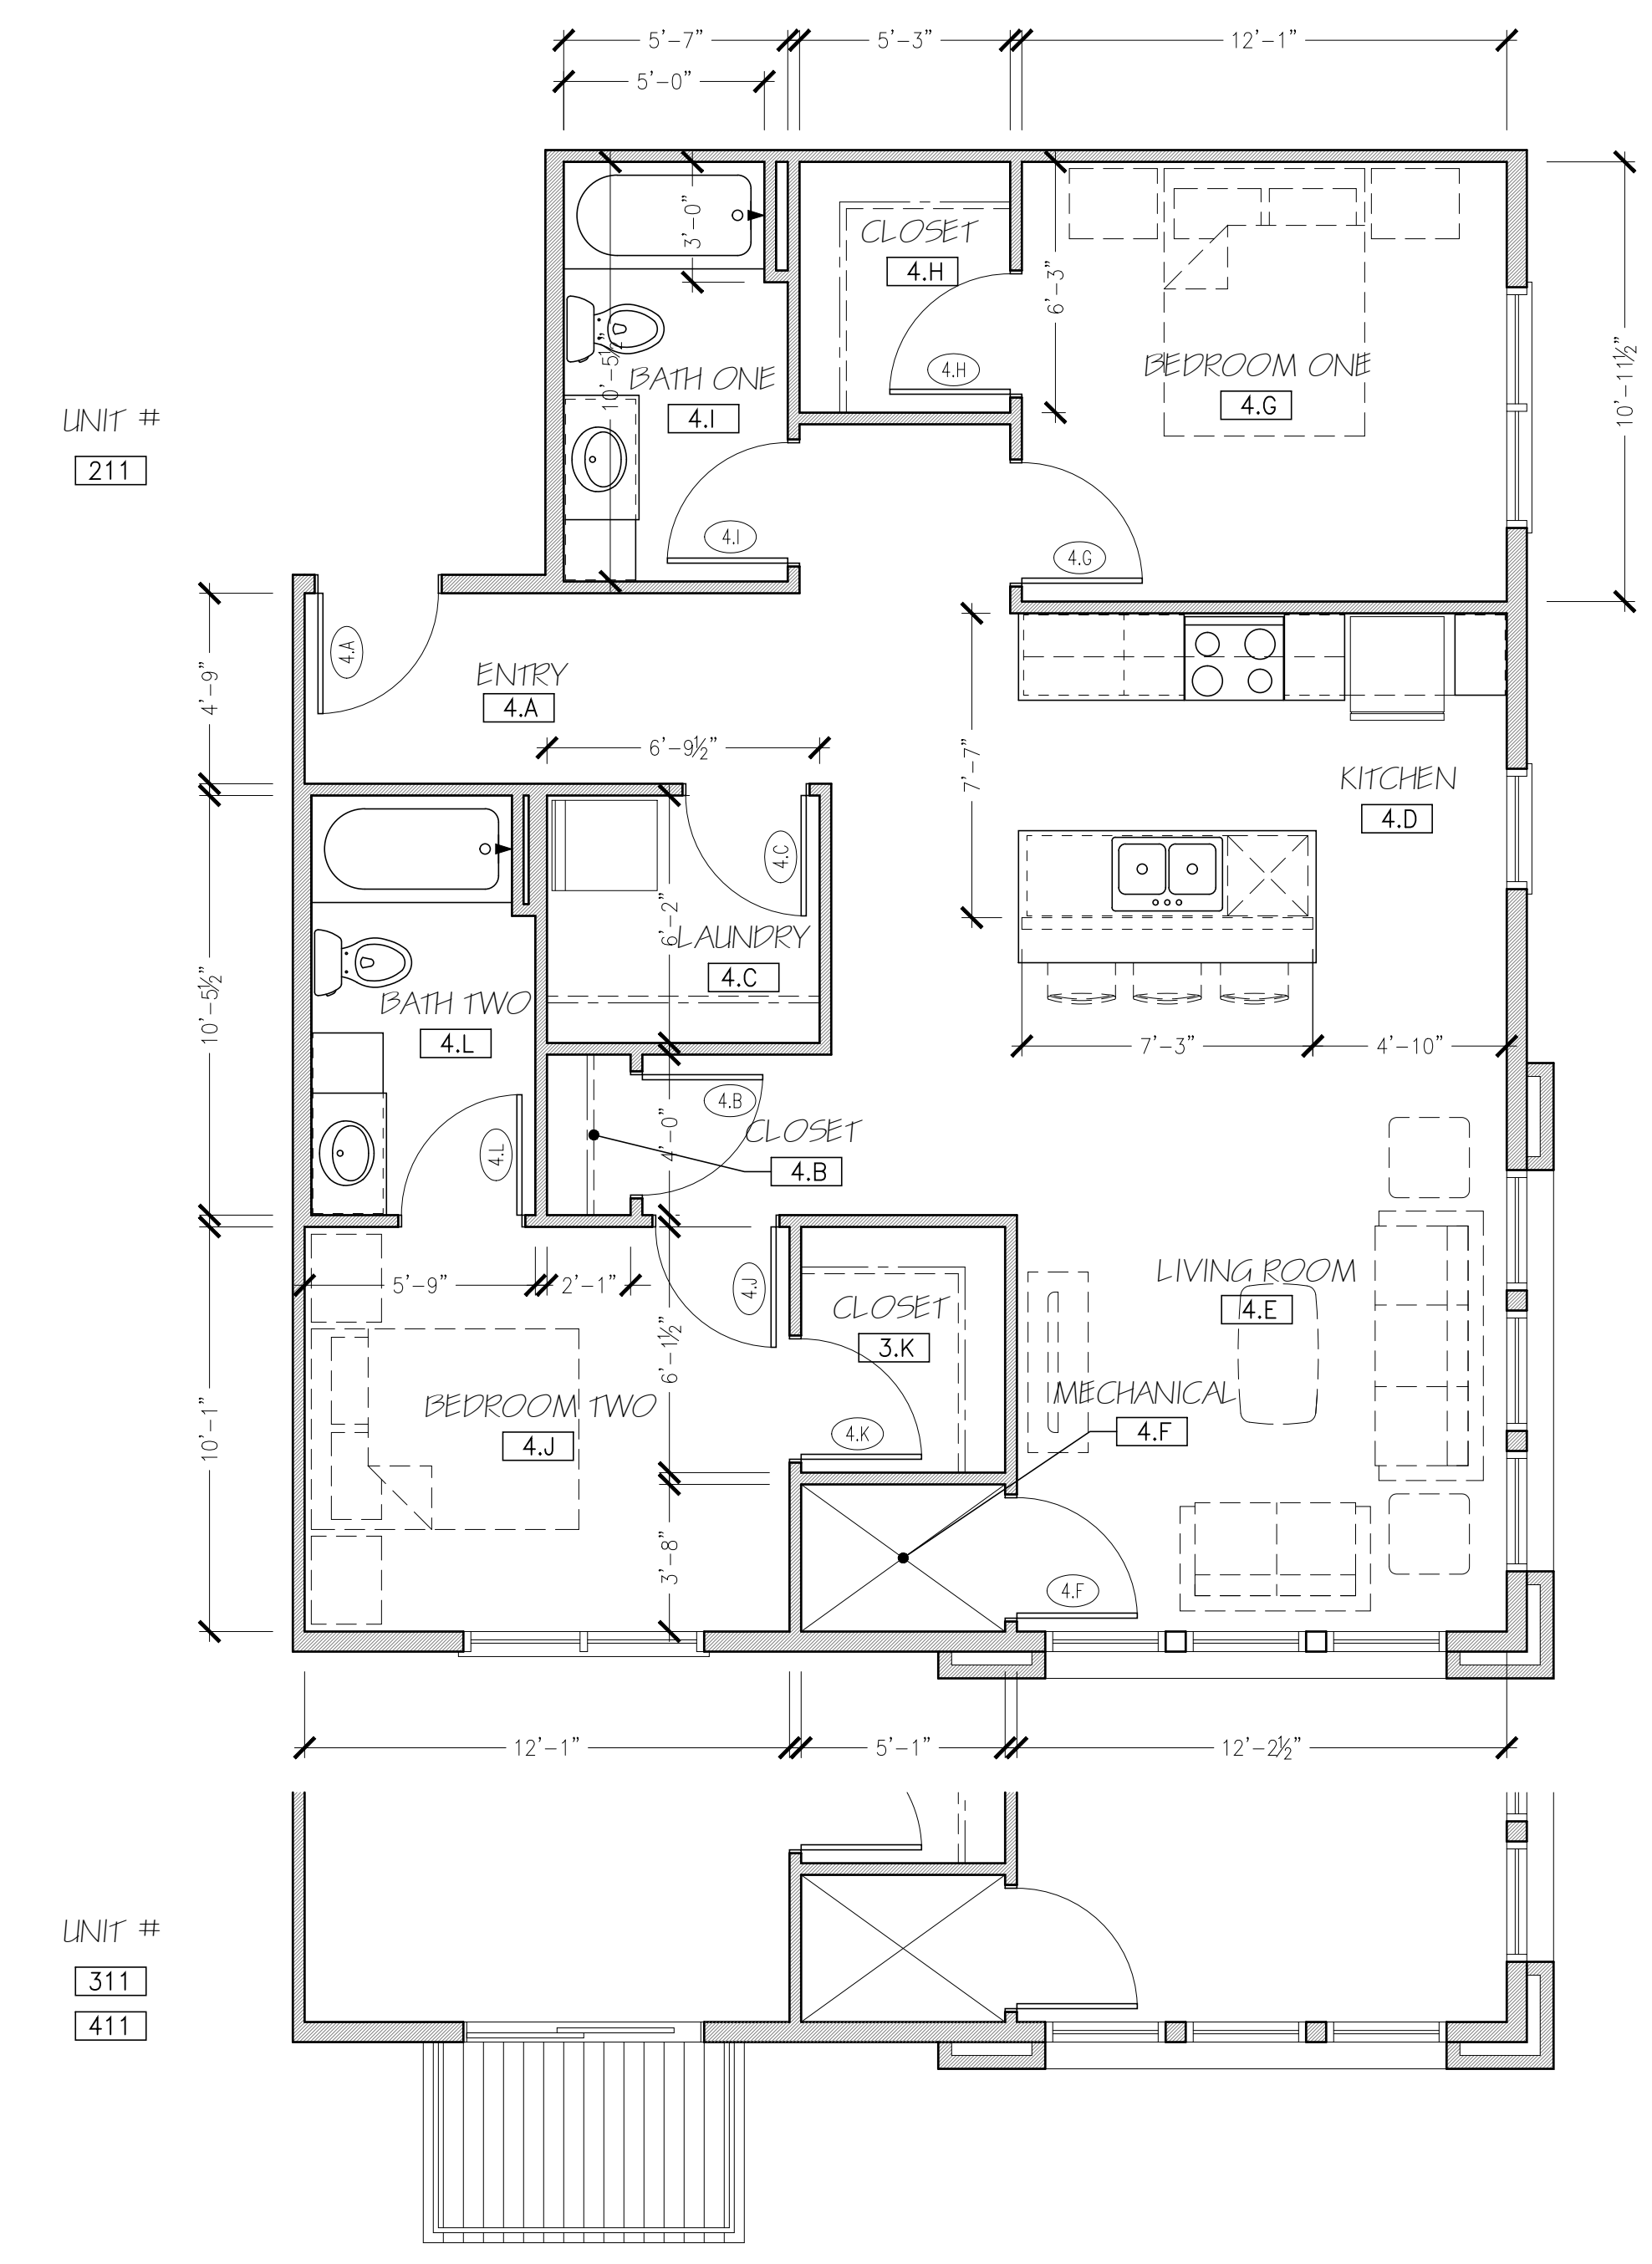 5'-7"
5'-3"
12'-1"
5'-0"
3'-0"
CLOSET
4.H
6'-3"
10'-5½"
BATH ONE
4.I
4.H
BEDROOM ONE
4.G
10'-11½"
UNIT #
211
4.I
4.G
4.A
ENTRY
4.A
4'-9"
6'-9½"
7'-7"
KITCHEN
4.D
4.C
6'-2"
LAUNDRY
4.C
10'-5½"
BATH TWO
4.L
7'-3"
4'-10"
4.B
4'-0"
CLOSET
4.B
4.L
5'-9"
2'-1"
4.J
CLOSET
3.K
LIVING ROOM
4.E
6'-1½"
MECHANICAL
4.F
BEDROOM TWO
4.J
4.K
10'-1"
3'-8"
4.F
12'-1"
5'-1"
12'-2½"
UNIT #
311
411